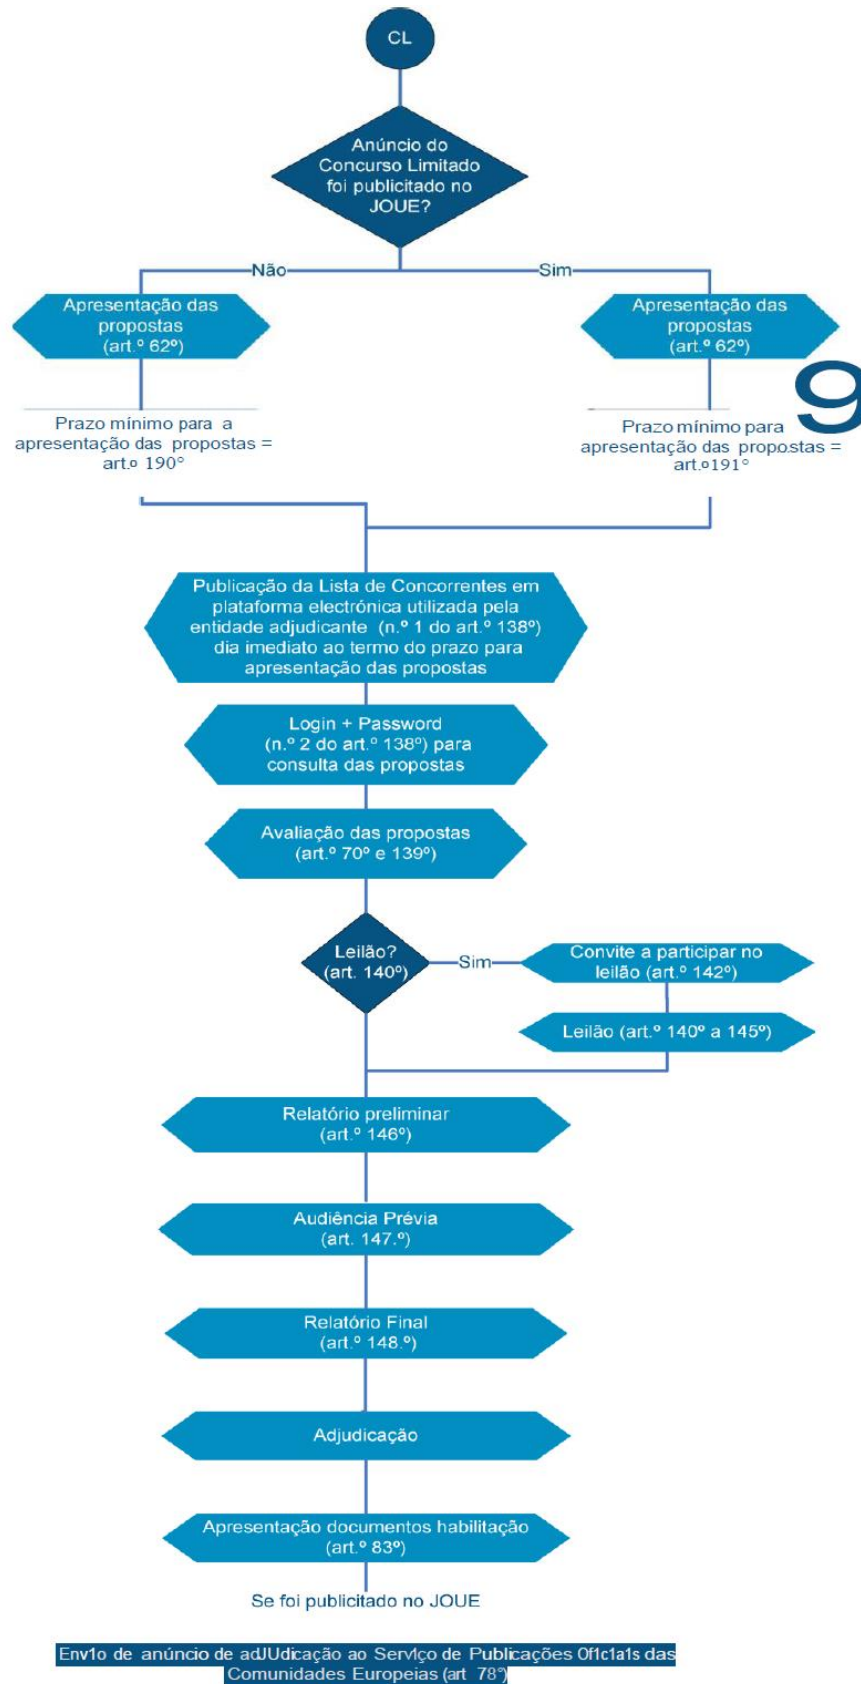 CL
Anúncio do
Concurso Limitado
foi publicitado no
JOUE?
Não
Sim
Apresentação das
propostas
(art.º 62º)
Apresentação das
propostas
(art.º 62º)
9
Prazo mínimo para a
apresentação das propostas =
art.º 190°
Prazo mínimo para
apresentação das propostas =
art.º191°
Publicação da Lista de Concorrentes em
plataforma electrónica utilizada pela
entidade adjudicante (n.º 1 do art.º 138º)
dia imediato ao termo do prazo para
apresentação das propostas
Login + Password
(n.º 2 do art.º 138º) para
consulta das propostas
Avaliação das propostas
(art.º 70º e 139º)
Leilão?
(art. 140º)
Sim
Convite a participar no
leilão (art.º 142º)
Leilão (art.º 140º a 145º)
Relatório preliminar
(art.º 146º)
Audiência Prévia
(art. 147.º)
Relatório Final
(art.º 148.º)
Adjudicação
Apresentação documentos habilitação
(art.º 83º)
Se foi publicitado no JOUE
Env1o de anúncio de adJUdicação ao Serv1ço de Publicações 0f1c1a1s das
Comunidades Europeias (art 78°)